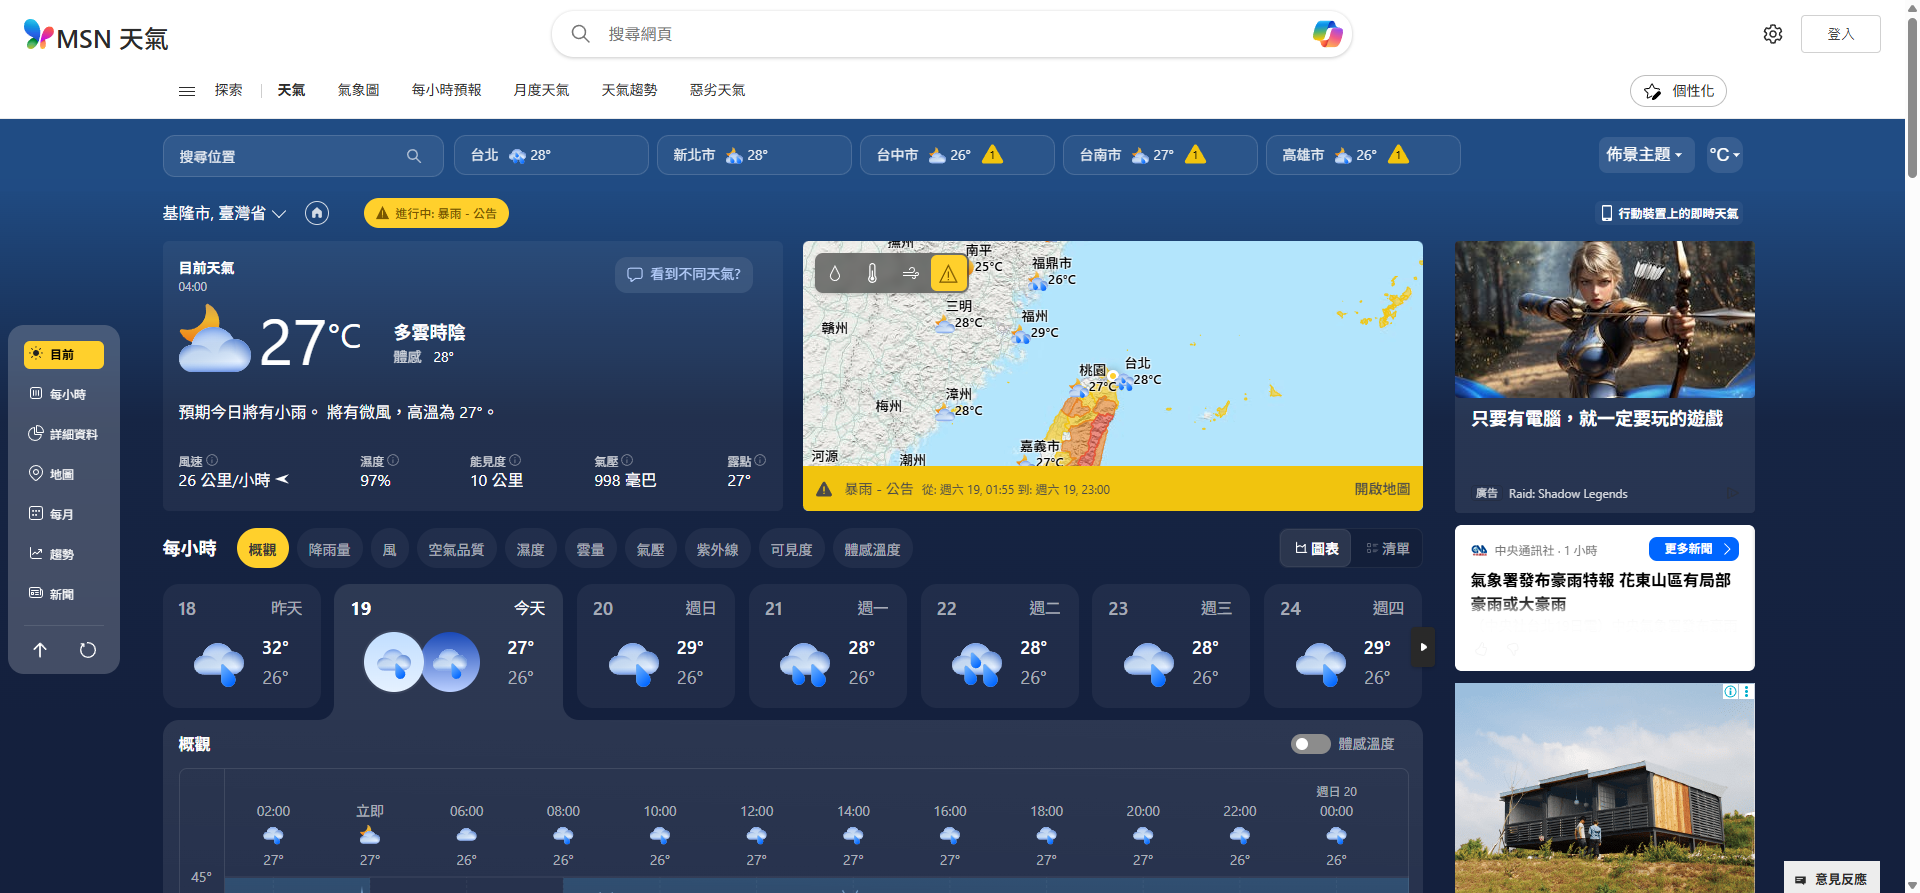 MSN 天氣
搜尋網頁
登入
探索
天氣
氣象圖
每小時預報
月度天氣
天氣趨勢
惡劣天氣
個性化
搜尋位置
台北 28°
新北市 28°
台中市 26° 1
台南市 27° 1
高雄市 26° 1
佈景主題
°C
基隆市, 臺灣省
進行中: 暴雨 - 公告
行動裝置上的即時天氣
目前天氣
04:00
看到不同天氣?
27°C
多雲時陰
體感 28°
預期今日將有小雨。 將有微風，高溫為 27°。
風速
26 公里/小時
濕度
97%
能見度
10 公里
氣壓
998 毫巴
露點
27°
撫州
南平
25°C
福鼎市
26°C
三明
28°C
福州
29°C
贛州
桃園
27°C
台北
28°C
漳州
28°C
梅州
嘉義市
27°C
河源
潮州
暴雨 - 公告 從: 週六 19, 01:55 到: 週六 19, 23:00
開啟地圖
只要有電腦，就一定要玩的遊戲
廣告 Raid: Shadow Legends
目前
每小時
詳細資料
地圖
每月
趨勢
新聞
每小時
概觀
降雨量
風
空氣品質
濕度
雲量
氣壓
紫外線
可見度
體感溫度
圖表
清單
18 昨天
32°
26°
19 今天
27°
26°
20 週日
29°
26°
21 週一
28°
26°
22 週二
28°
26°
23 週三
28°
26°
24 週四
29°
26°
中央通訊社 · 1 小時
更多新聞
氣象署發布豪雨特報 花東山區有局部
豪雨或大豪雨
概觀
體感溫度
週日 20
02:00 立即 06:00 08:00 10:00 12:00 14:00 16:00 18:00 20:00 22:00 00:00
27° 27° 26° 26° 26° 27° 27° 27° 27° 27° 26° 26°
45°
意見反應